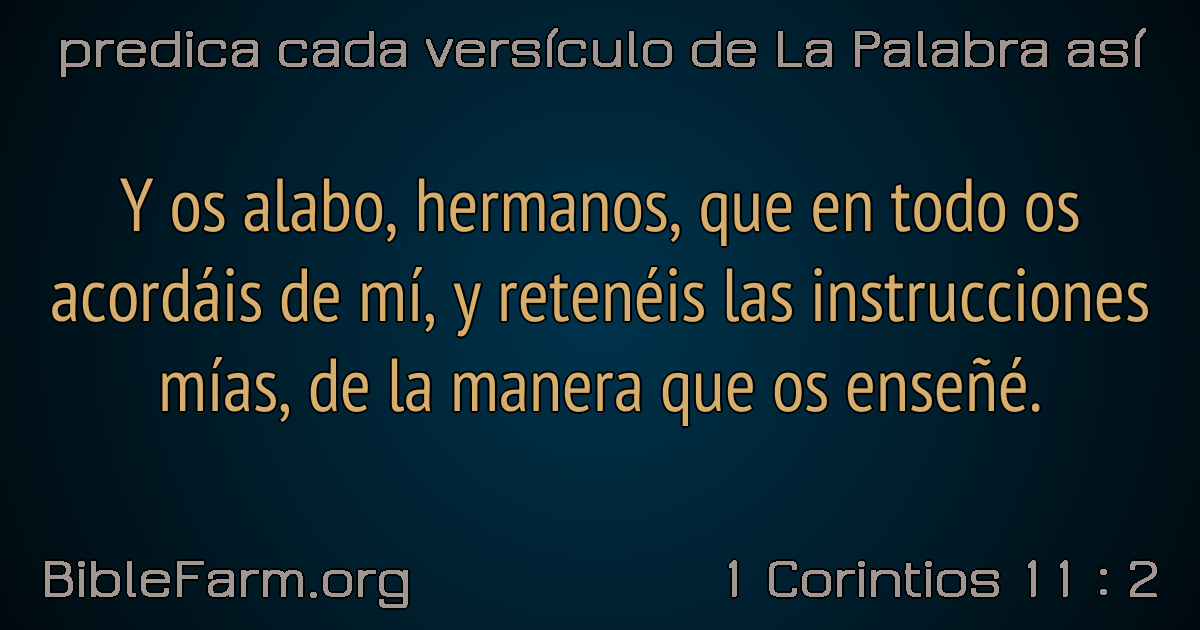 predica cada versículo de La Palabra así
Y os alabo, hermanos, que en todo os
acordáis de mí, y retenéis las instrucciones
mías, de la manera que os enseñé.
BibleFarm.org
1 Corintios 11 : 2